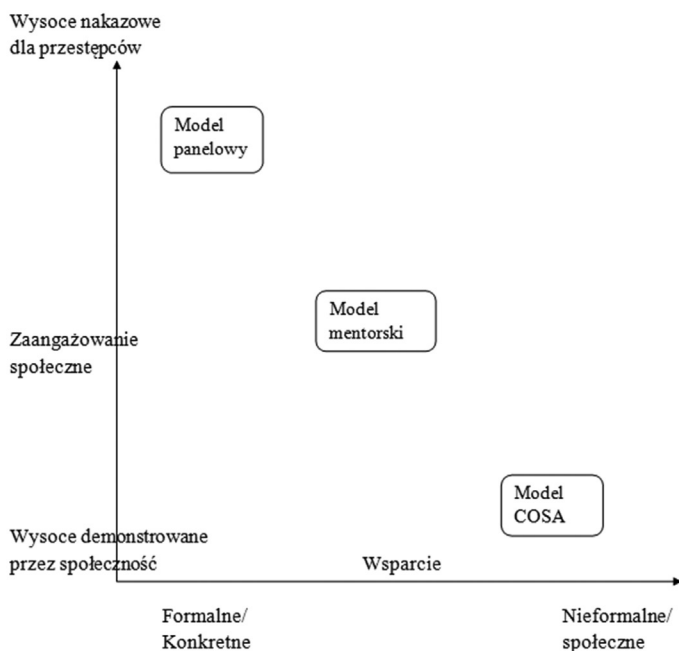 Wysoce nakazowe
dla przestępców
Model
panelowy
Model
mentorski
Zaangażowanie
społeczne
Model
COSA
Wysoce demonstrowane
przez społeczność
Wsparcie
Formalne/
Konkretne
Nieformalne/
społeczne